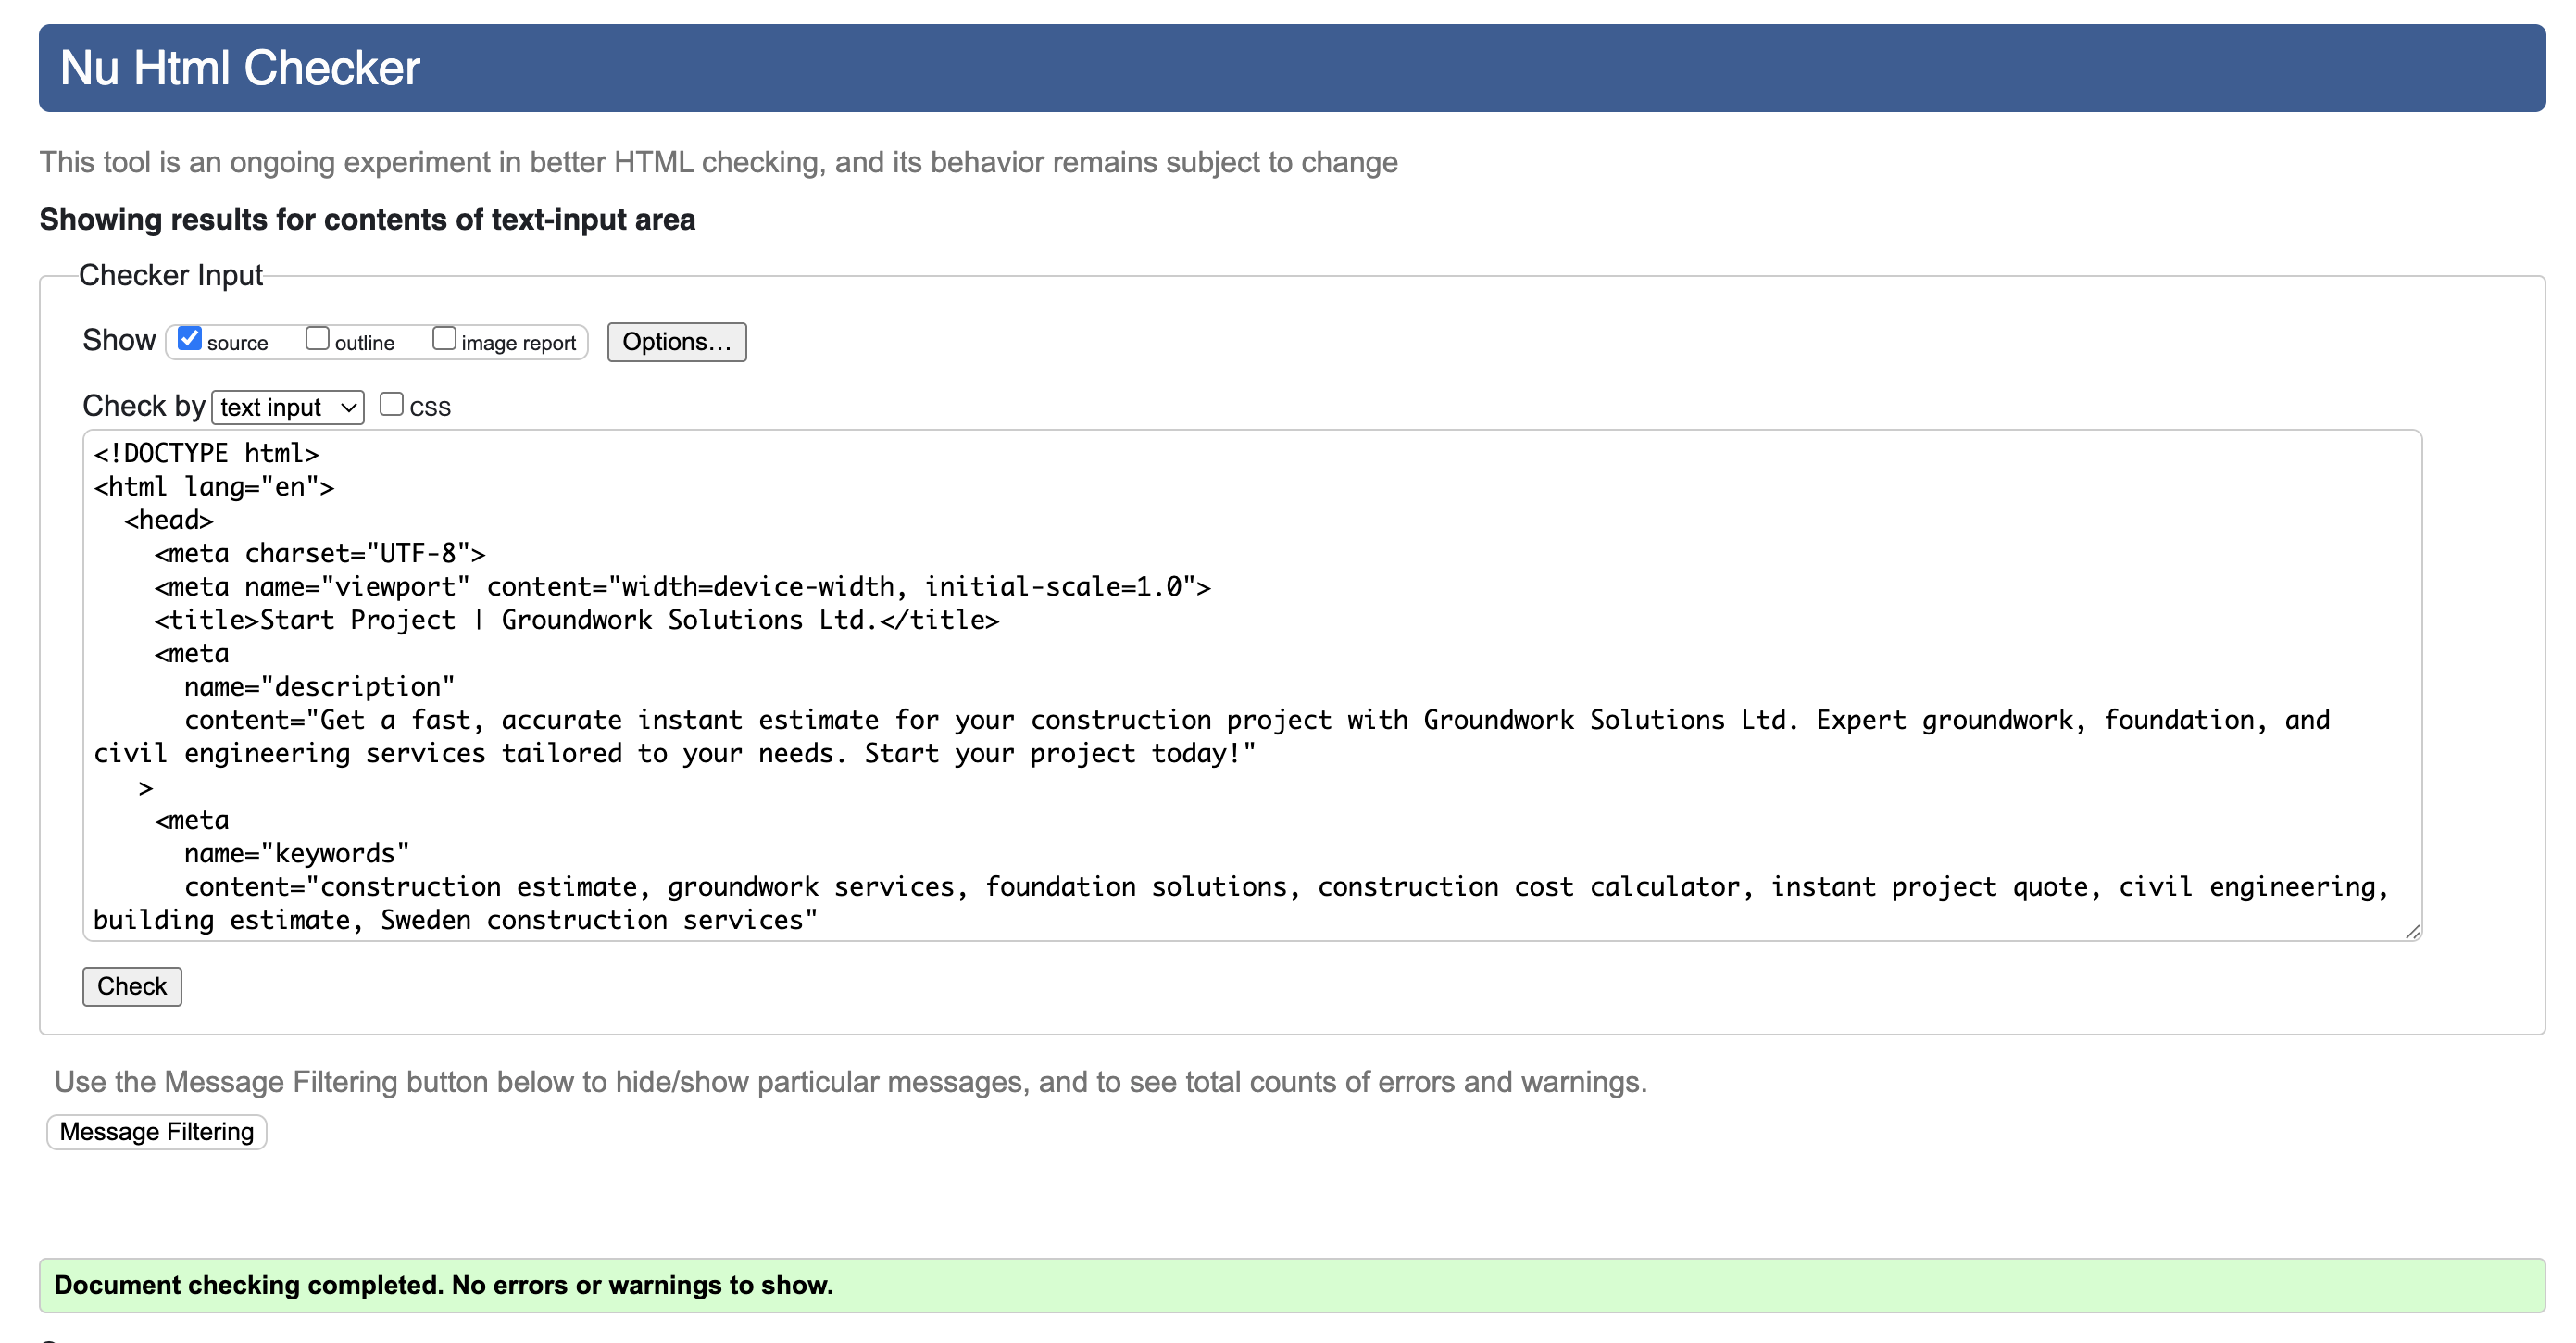 Nu Html Checker
This tool is an ongoing experiment in better HTML checking, and its behavior remains subject to change
Showing results for contents of text-input area
Checker Input
Show source outline image report Options...
Check by text input CSS
<!DOCTYPE html>
<html lang="en">
  <head>
    <meta charset="UTF-8">
    <meta name="viewport" content="width=device-width, initial-scale=1.0">
    <title>Start Project | Groundwork Solutions Ltd.</title>
    <meta
      name="description"
      content="Get a fast, accurate instant estimate for your construction project with Groundwork Solutions Ltd. Expert groundwork, foundation, and
civil engineering services tailored to your needs. Start your project today!"
   >
    <meta
      name="keywords"
      content="construction estimate, groundwork services, foundation solutions, construction cost calculator, instant project quote, civil engineering,
building estimate, Sweden construction services"
Check
Use the Message Filtering button below to hide/show particular messages, and to see total counts of errors and warnings.
Message Filtering
Document checking completed. No errors or warnings to show.